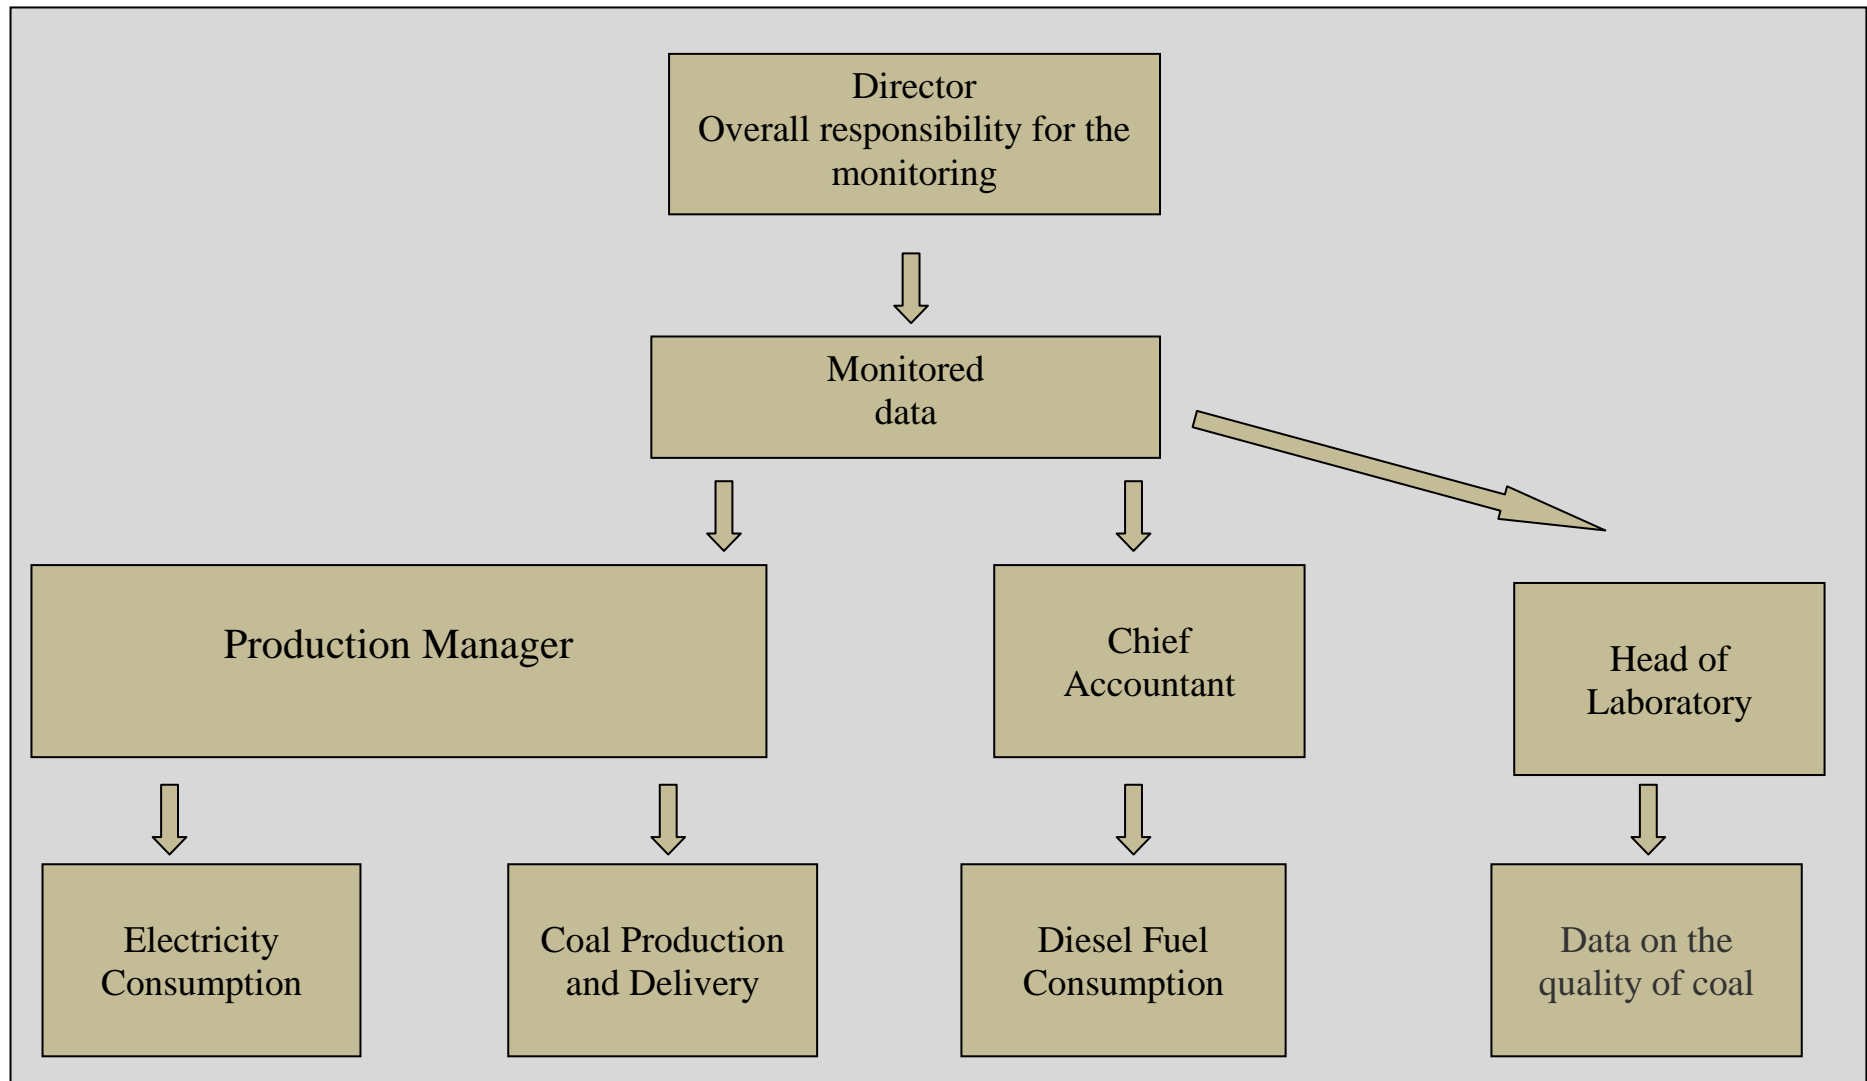 Director
Overall responsibility for the
monitoring
Monitored
data
Production Manager
Chief
Accountant
Head of
Laboratory
Electricity
Consumption
Coal Production
and Delivery
Diesel Fuel
Consumption
Data on the
quality of coal